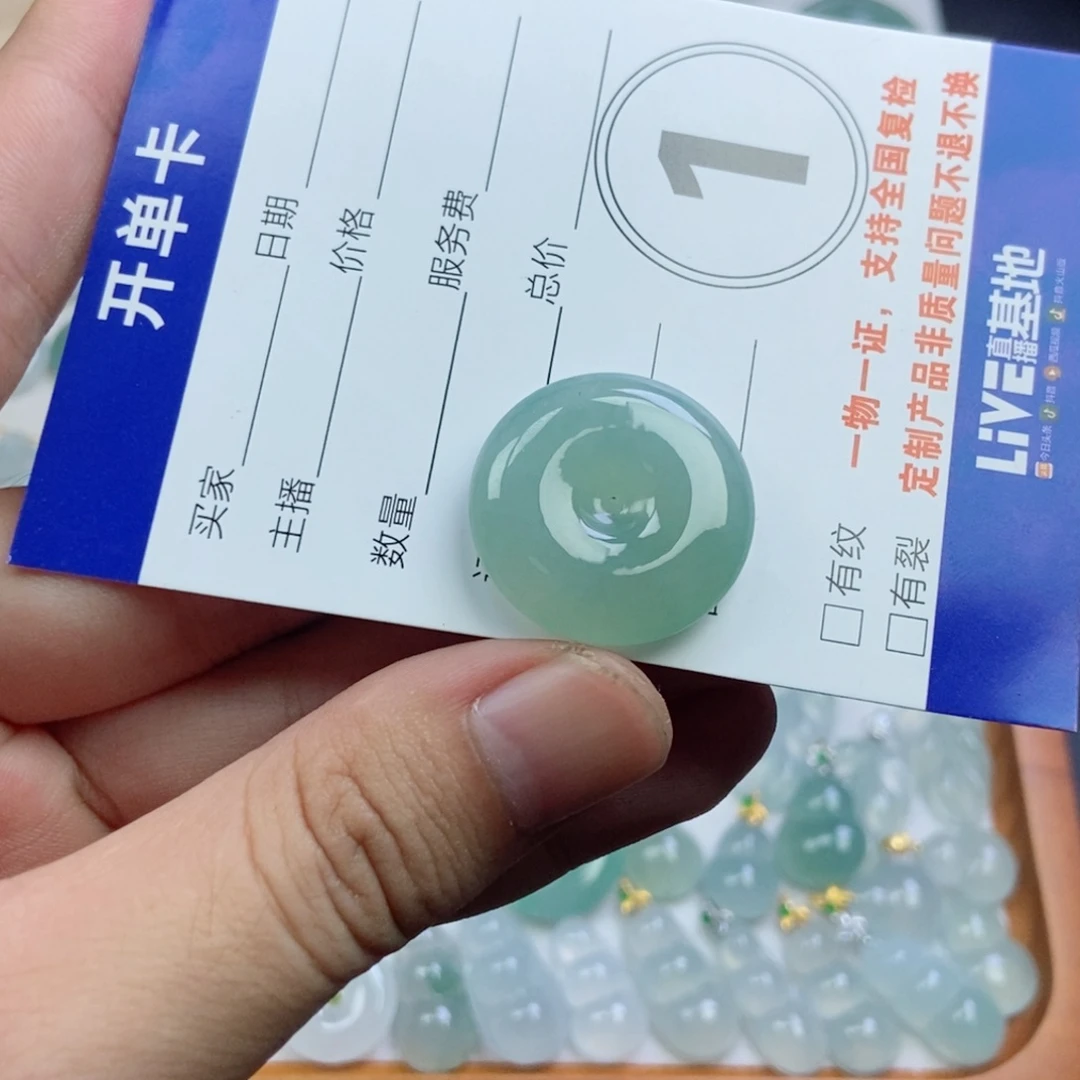 开单卡
买家 日期
主播 价格
数量 服务费
总价
1
□有纹
□有裂
一物一证，支持全国复检
定制产品非质量问题不退不换
LiVE直播基地
今日头条 抖音 西瓜视频 抖音火山版